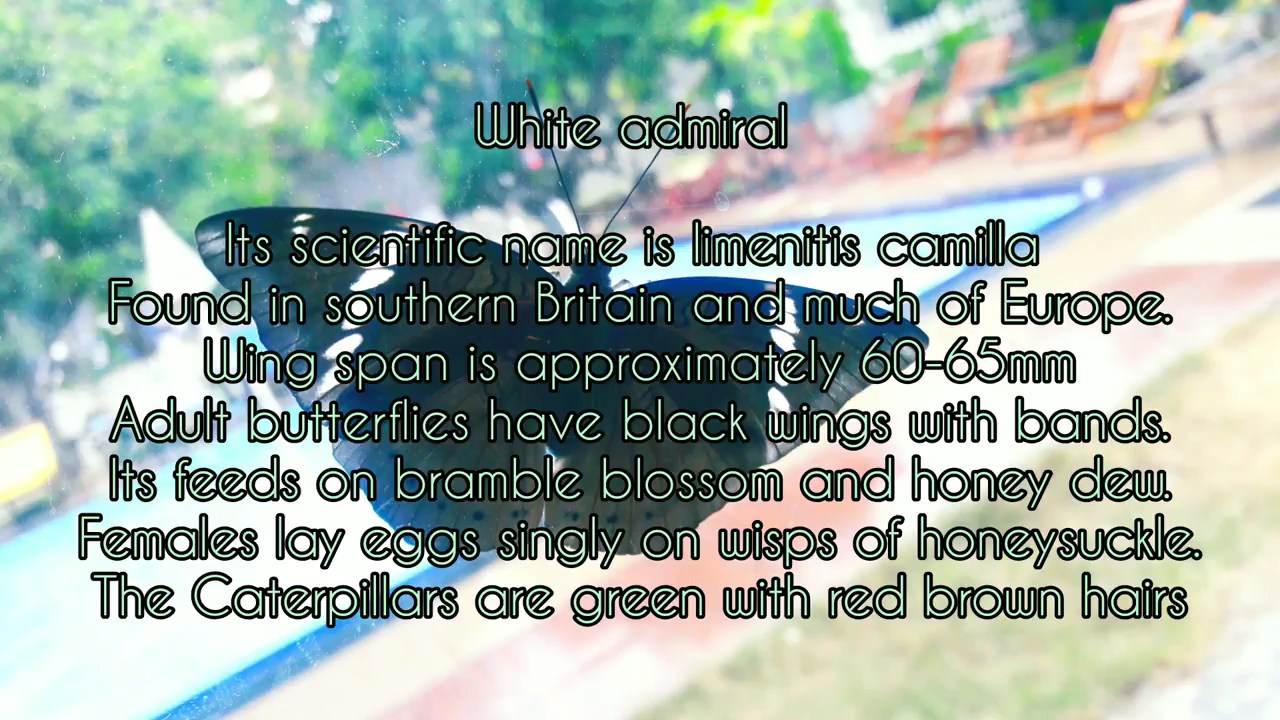 White admiral
Its scientific name is limenitis camilla
Found in southern Britain and much of Europe.
Wing span is approximately 60-65mm
Adult butterflies have black wings with bands.
Its feeds on bramble blossom and honey dew.
Females lay eggs singly on wisps of honeysuckle.
The Caterpillars are green with red brown hairs